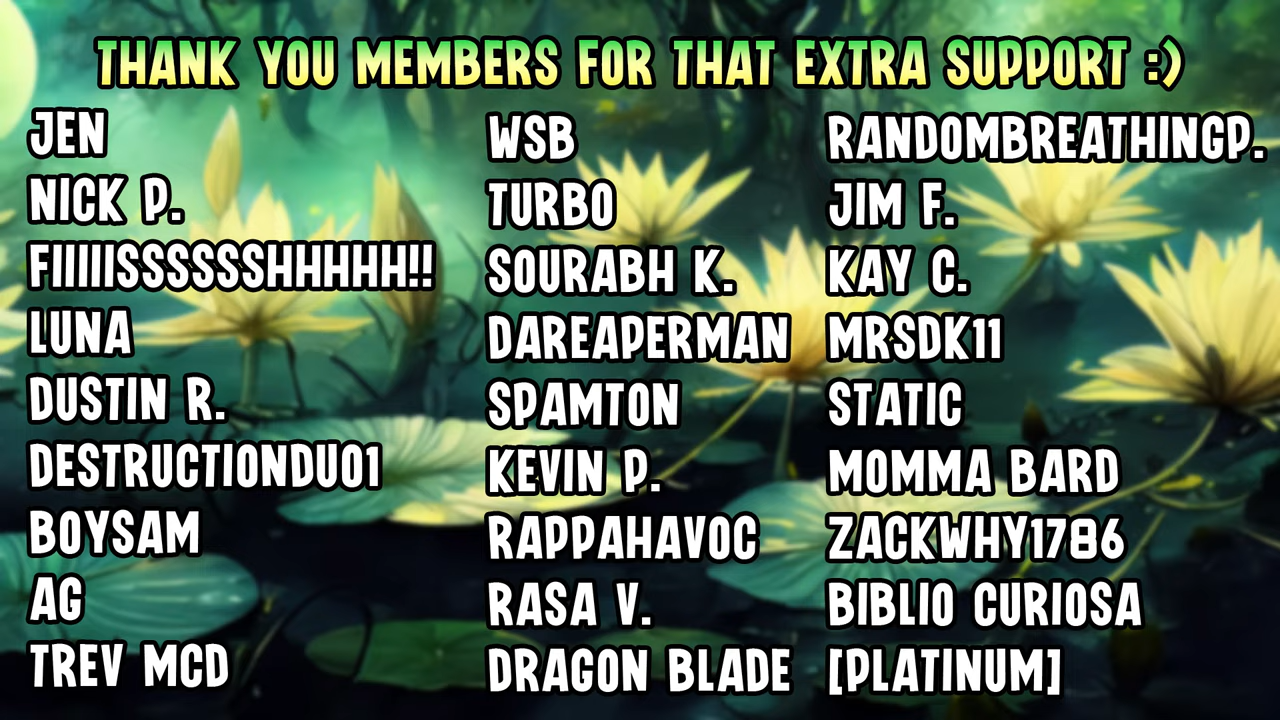 THANK YOU MEMBERS FOR THAT EXTRA SUPPORT :)
JEN
NICK P.
FIIIIISSSSSSHHHHH!!
LUNA
DUSTIN R.
DESTRUCTIONDUO1
BOYSAM
AG
TREV MCD
WSB
TURBO
SOURABH K.
DAREAPERMAN
SPAMTON
KEVIN P.
RAPPAHAVOC
RASA V.
DRAGON BLADE
RANDOMBREATHINGP.
JIM F.
KAY C.
MRSDK11
STATIC
MOMMA BARD
ZACKWHY1786
BIBLIO CURIOSA
[PLATINUM]